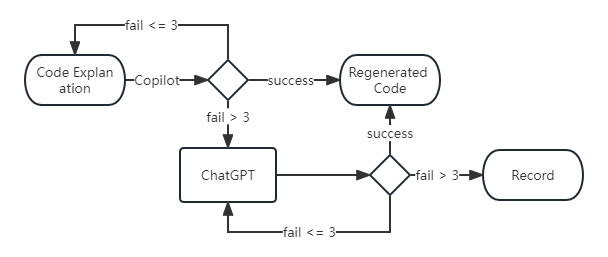 fail <= 3
Code Explan
ation
Copilot
success
Regenerated
Code
fail > 3
success
ChatGPT
fail > 3
Record
fail <= 3